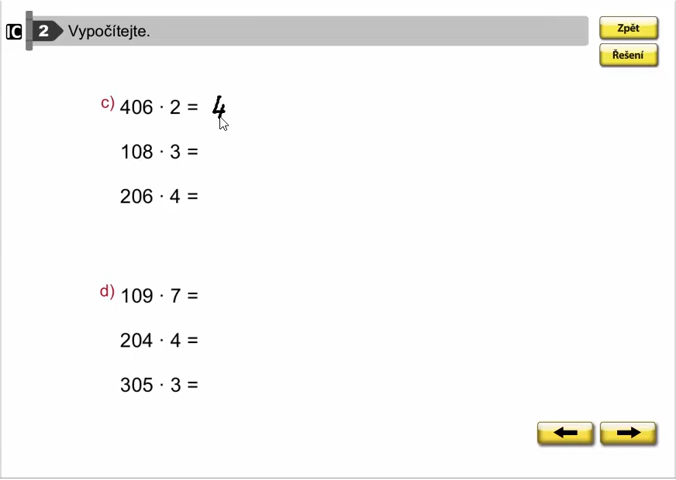 IC 2 Vypočítejte.
Zpět
Řešení
c) 406 · 2 = 4
108 · 3 =
206 · 4 =
d) 109 · 7 =
204 · 4 =
305 · 3 =